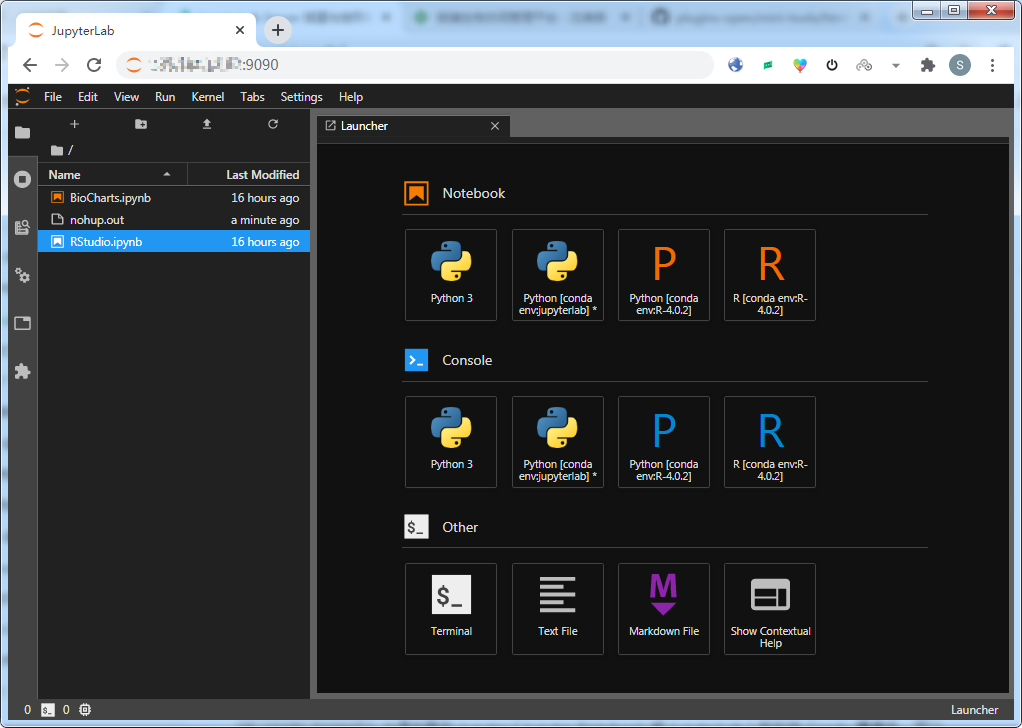 JupyterLab
:9090
S
File Edit View Run Kernel Tabs Settings Help
/
Launcher
Name Last Modified
BioCharts.ipynb 16 hours ago
nohup.out a minute ago
RStudio.ipynb 16 hours ago
Notebook
Python 3
Python [conda
env:jupyterlab] *
P
Python [conda
env:R-4.0.2]
R
R [conda env:R-
4.0.2]
Console
Python 3
Python [conda
env:jupyterlab] *
P
Python [conda
env:R-4.0.2]
R
R [conda env:R-
4.0.2]
$_ Other
$_
Terminal
Text File
M
Markdown File
Show Contextual
Help
0 $_ 0 Launcher